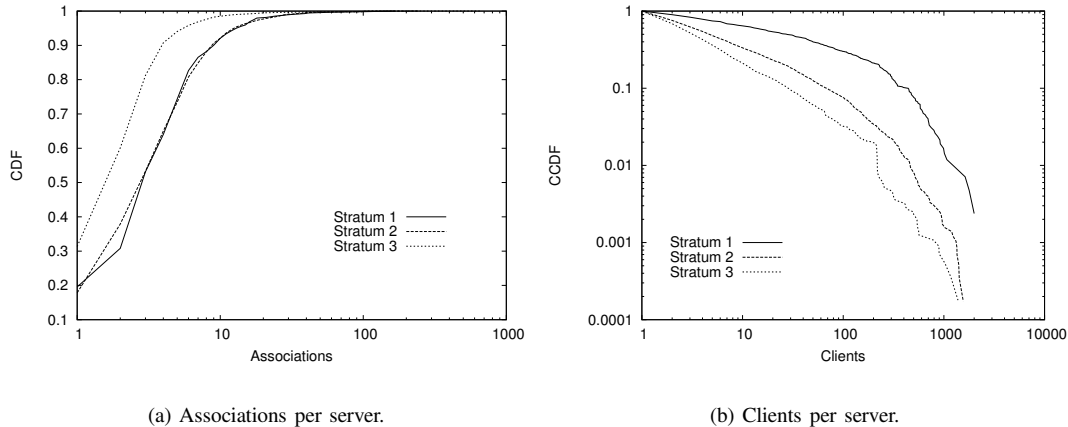 1
0.9
0.8
0.7
0.6
0.5
0.4
0.3
0.2
0.1
CDF
1 10 100 1000
Associations
Stratum 1
Stratum 2
Stratum 3
(a) Associations per server.
1
0.1
0.01
0.001
0.0001
CCDF
1 10 100 1000 10000
Clients
Stratum 1
Stratum 2
Stratum 3
(b) Clients per server.